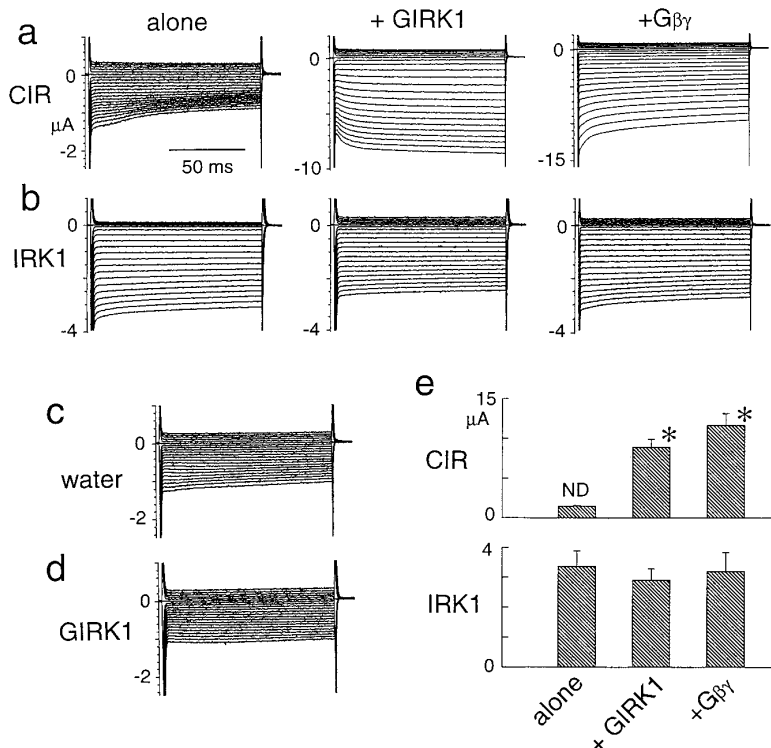 a
alone
+ GIRK1
+Gβγ
CIR
0
μA
-2
50 ms
0
-10
0
-15
b
IRK1
0
-4
0
-4
0
-4
c
water
0
-2
d
GIRK1
0
-2
e
15
μA
CIR
0
ND
*
*
4
IRK1
0
alone
+ GIRK1
+Gβγ